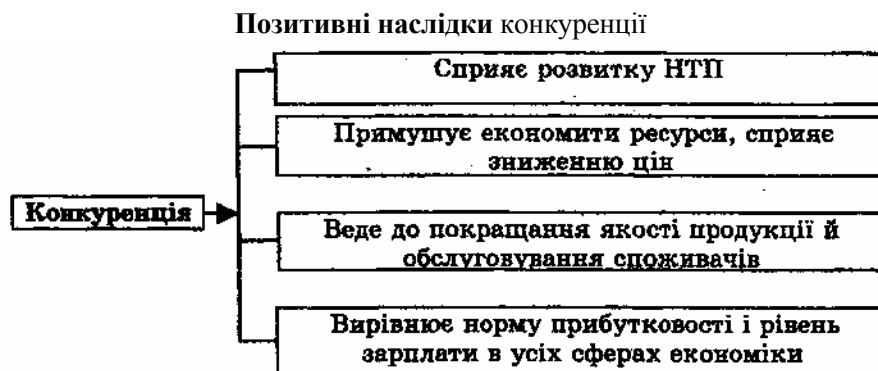 Позитивні наслідки конкуренції
Сприяє розвитку НТП
Примушує економити ресурси, сприяє
зниженню цін
Конкуренція
Веде до покращання якості продукції й
обслуговування споживачів
Вирівнює норму прибутковості і рівень
зарплати в усіх сферах економіки